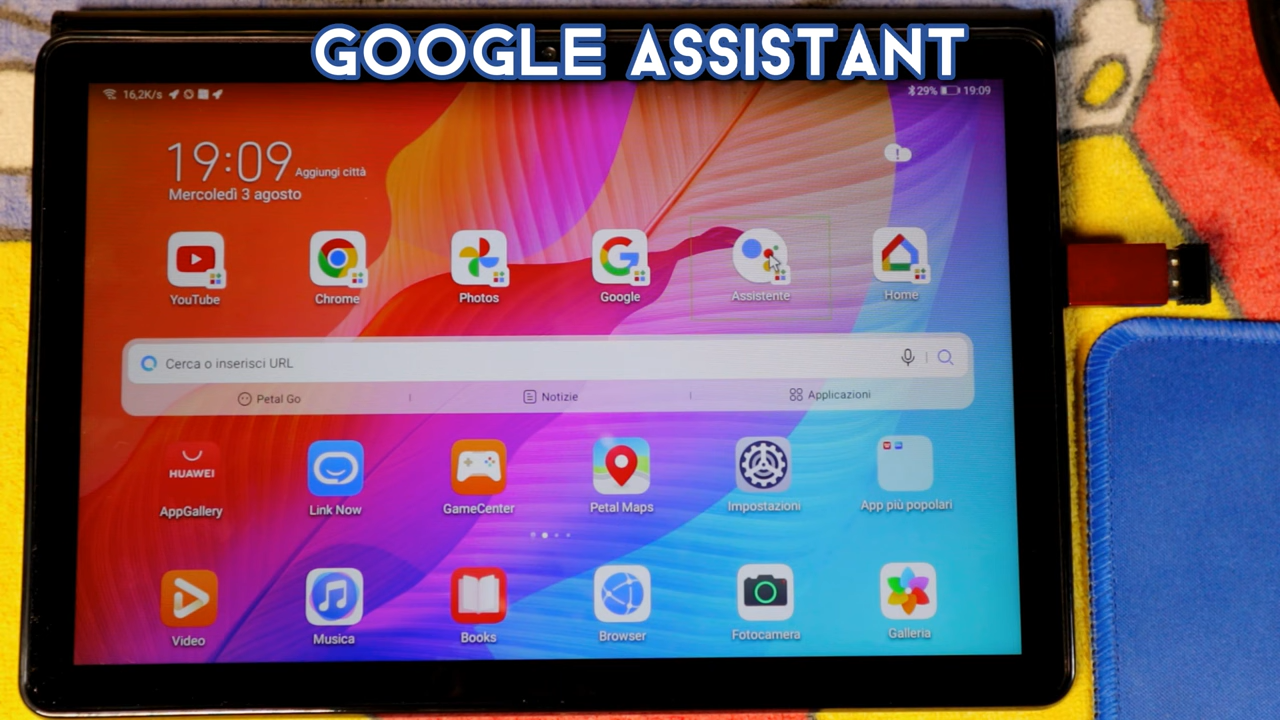 GOOGLE ASSISTANT
16,2K/s
29% 19:09
19:09 Aggiungi città
Mercoledì 3 agosto
YouTube
Chrome
Photos
Google
Assistente
Home
Cerca o inserisci URL
Petal Go
Notizie
Applicazioni
HUAWEI
AppGallery
Link Now
GameCenter
Petal Maps
Impostazioni
App più popolari
Video
Musica
Books
Browser
Fotocamera
Galleria